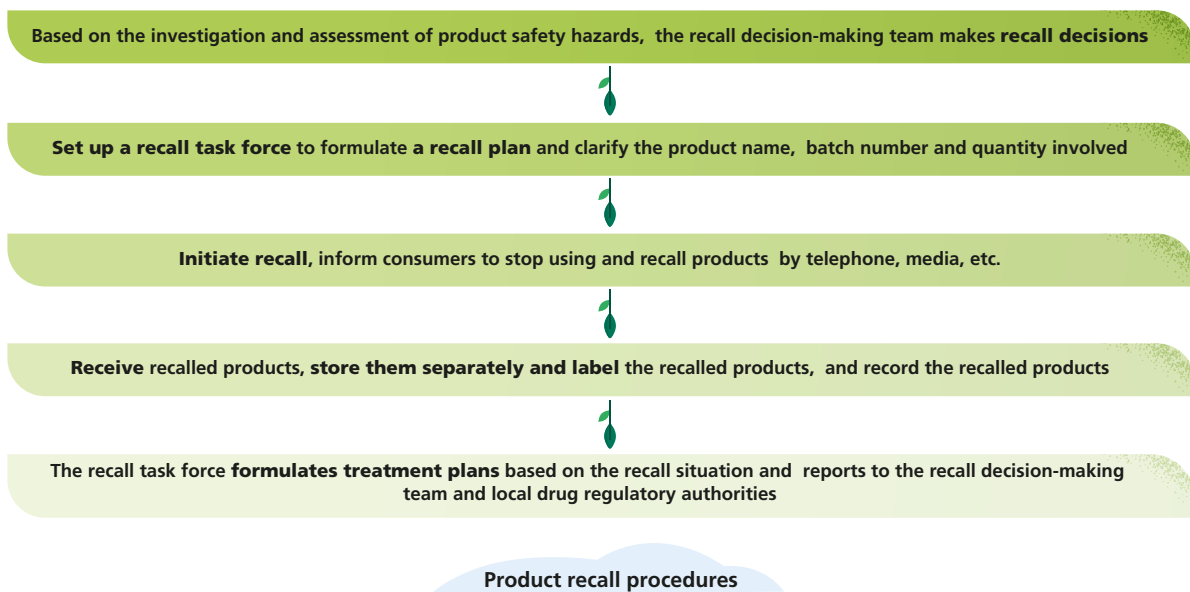 Based on the investigation and assessment of product safety hazards, the recall decision-making team makes recall decisions
Set up a recall task force to formulate a recall plan and clarify the product name, batch number and quantity involved
Initiate recall, inform consumers to stop using and recall products by telephone, media, etc.
Receive recalled products, store them separately and label the recalled products, and record the recalled products
The recall task force formulates treatment plans based on the recall situation and reports to the recall decision-making
team and local drug regulatory authorities
Product recall procedures